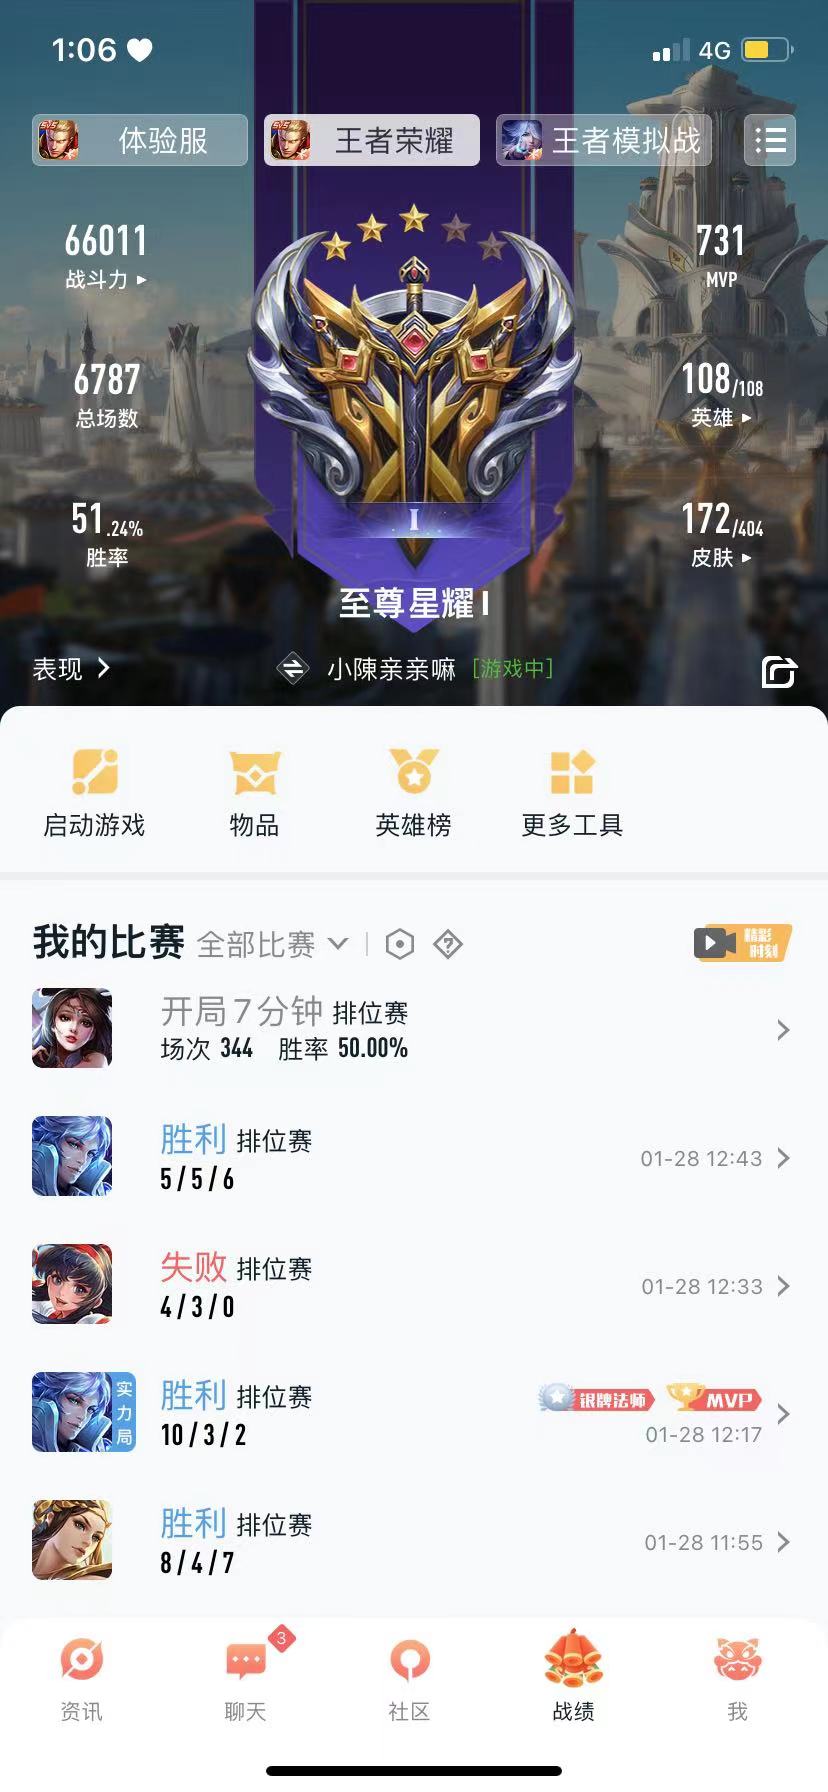 1:06
4G
体验服
王者荣耀
王者模拟战
66011
战斗力
731
MVP
6787
总场数
108/108
英雄
51.24%
胜率
172/404
皮肤
I
至尊星耀 I
表现
小陳亲亲嘛 [游戏中]
启动游戏
物品
英雄榜
更多工具
我的比赛 全部比赛
精彩时刻
开局7分钟 排位赛
场次 344 胜率 50.00%
胜利 排位赛
5/5/6
01-28 12:43
失败 排位赛
4/3/0
01-28 12:33
实力局
胜利 排位赛
10/3/2
银牌法师
MVP
01-28 12:17
胜利 排位赛
8/4/7
01-28 11:55
3
资讯
聊天
社区
战绩
我